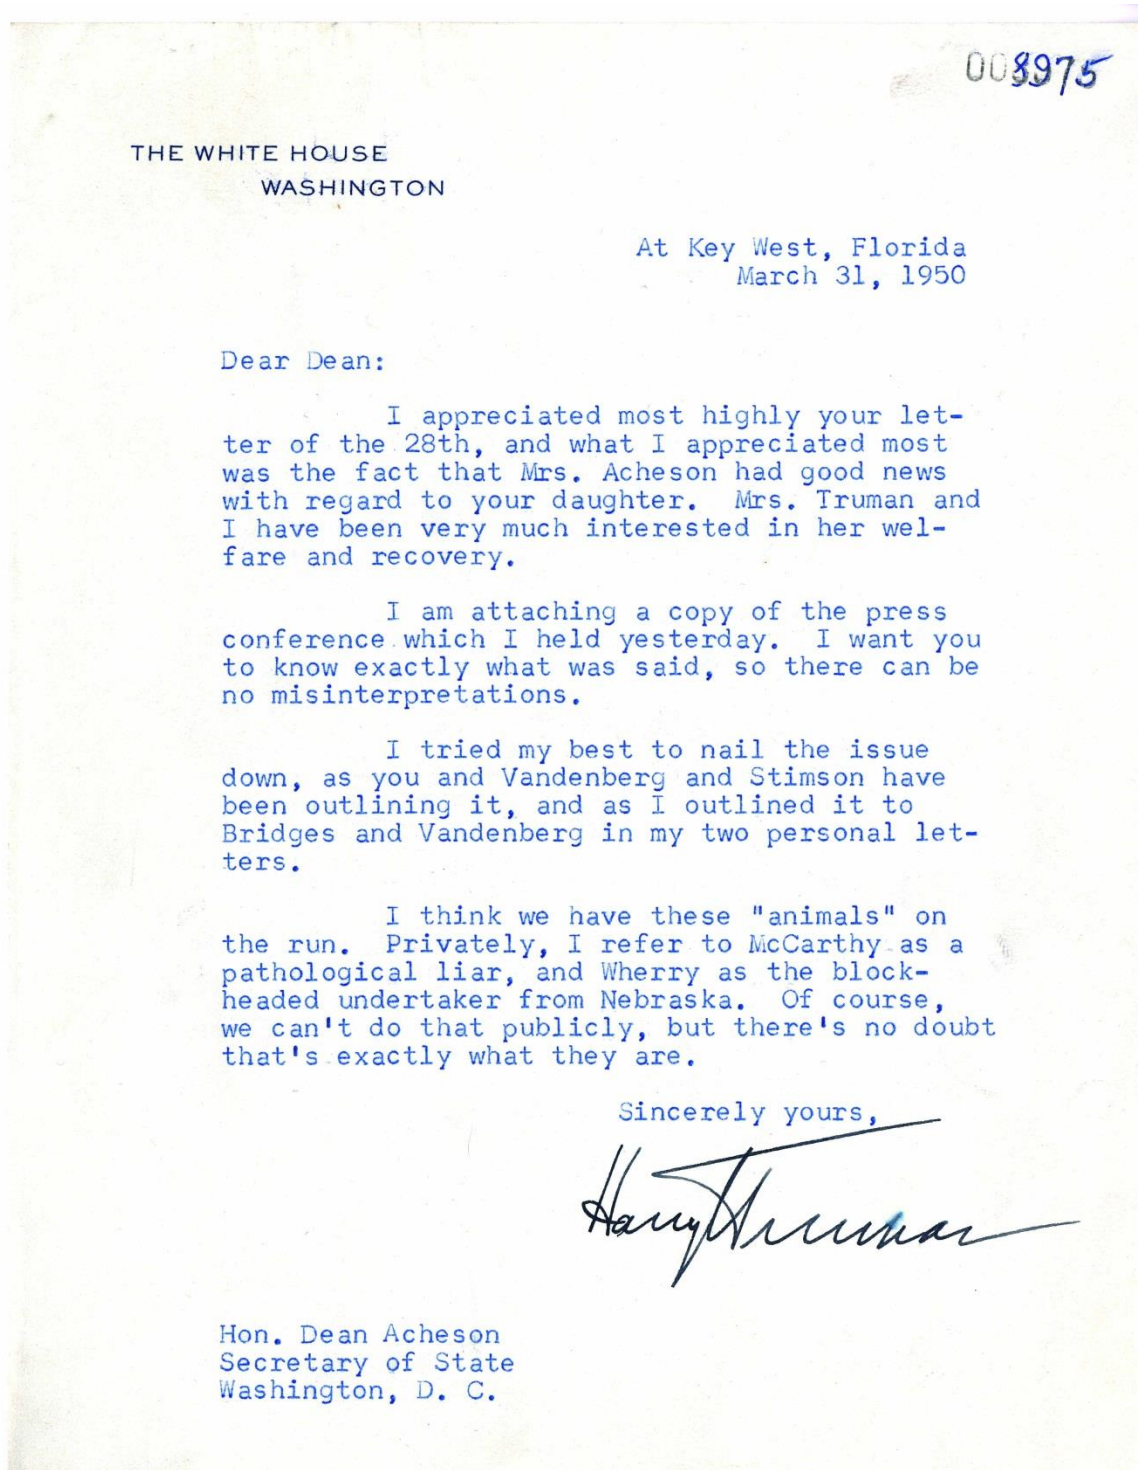 008975
THE WHITE HOUSE
WASHINGTON
At Key West, Florida
March 31, 1950
Dear Dean:
I appreciated most highly your let-
ter of the 28th, and what I appreciated most
was the fact that Mrs. Acheson had good news
with regard to your daughter. Mrs. Truman and
I have been very much interested in her wel-
fare and recovery.
I am attaching a copy of the press
conference which I held yesterday. I want you
to know exactly what was said, so there can be
no misinterpretations.
I tried my best to nail the issue
down, as you and Vandenberg and Stimson have
been outlining it, and as I outlined it to
Bridges and Vandenberg in my two personal let-
ters.
I think we have these "animals" on
the run. Privately, I refer to McCarthy as a
pathological liar, and Wherry as the block-
headed undertaker from Nebraska. Of course,
we can't do that publicly, but there's no doubt
that's exactly what they are.
Sincerely yours,
Harry Truman
Hon. Dean Acheson
Secretary of State
Washington, D. C.